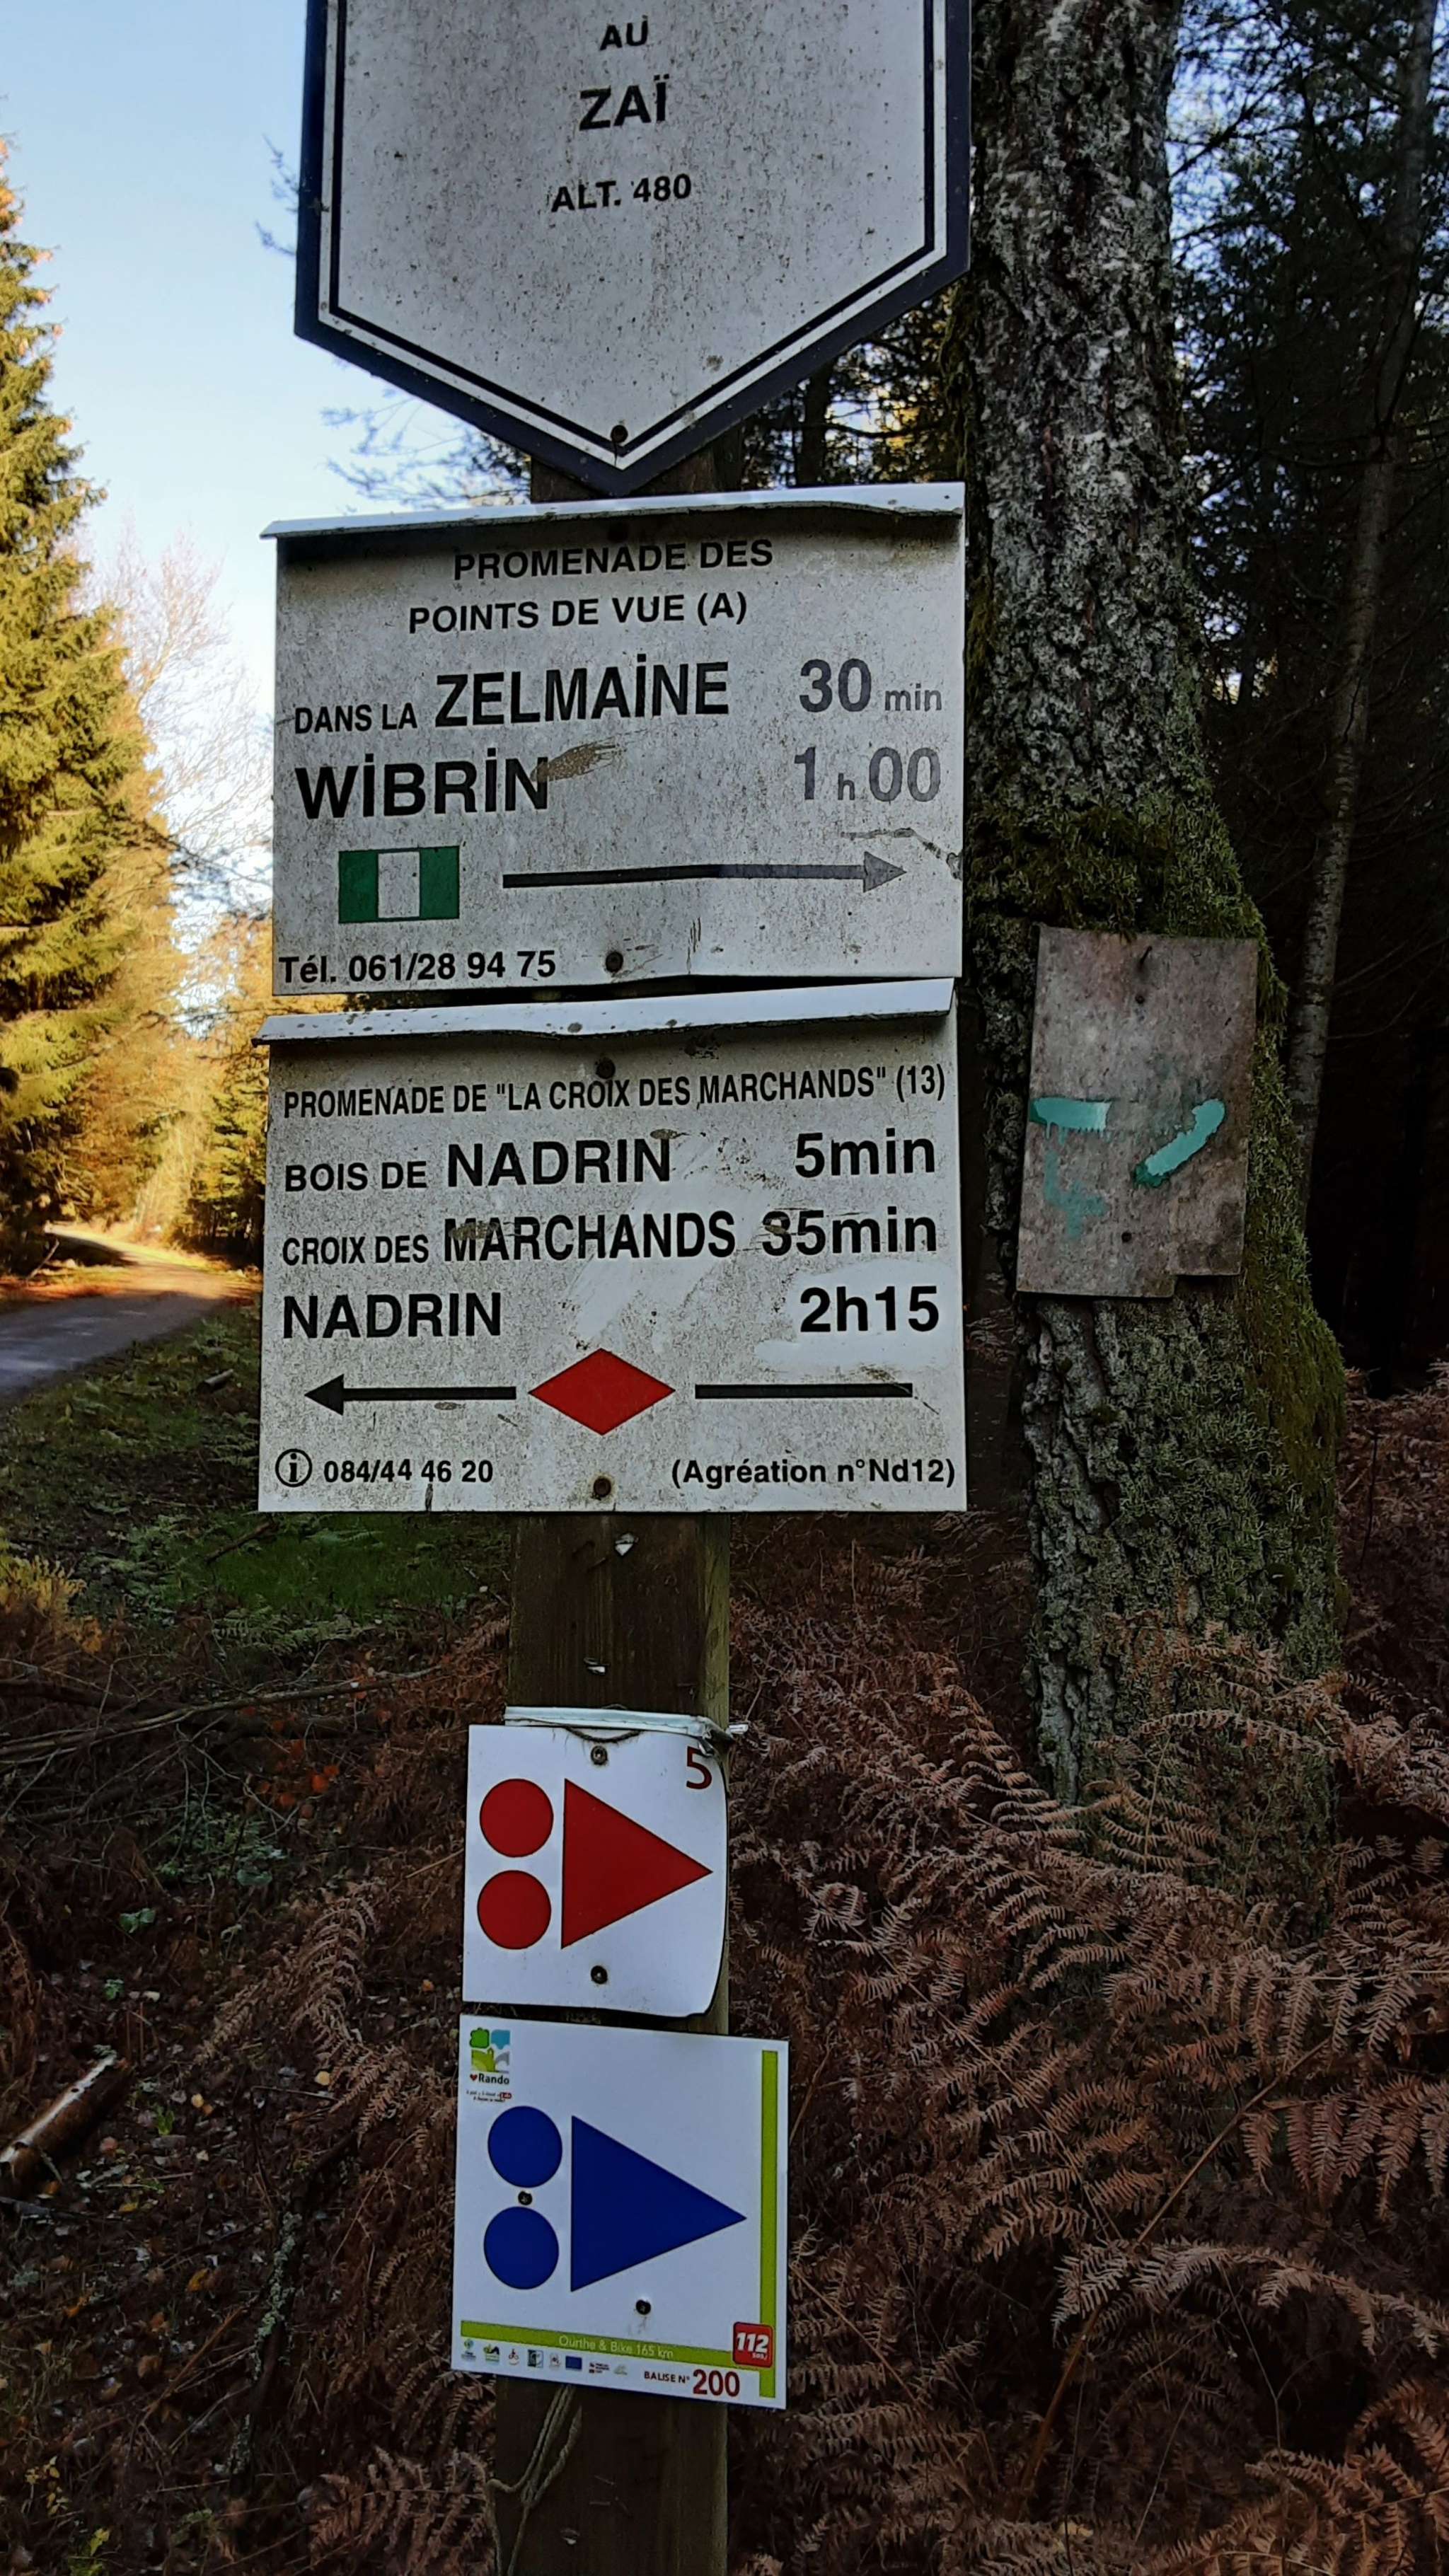 AU
ZAÏ
ALT. 480
PROMENADE DES
POINTS DE VUE (A)
DANS LA ZELMAİNE 30 min
WİBRİN 1h00
Tél. 061/28 94 75
PROMENADE DE "LA CROIX DES MARCHANDS" (13)
BOIS DE NADRIN 5min
CROIX DES MARCHANDS 35min
NADRIN 2h15
i 084/44 46 20 (Agréation n°Nd12)
5
Rando
Ourthe & Bike 165 km
112
BALISE N° 200